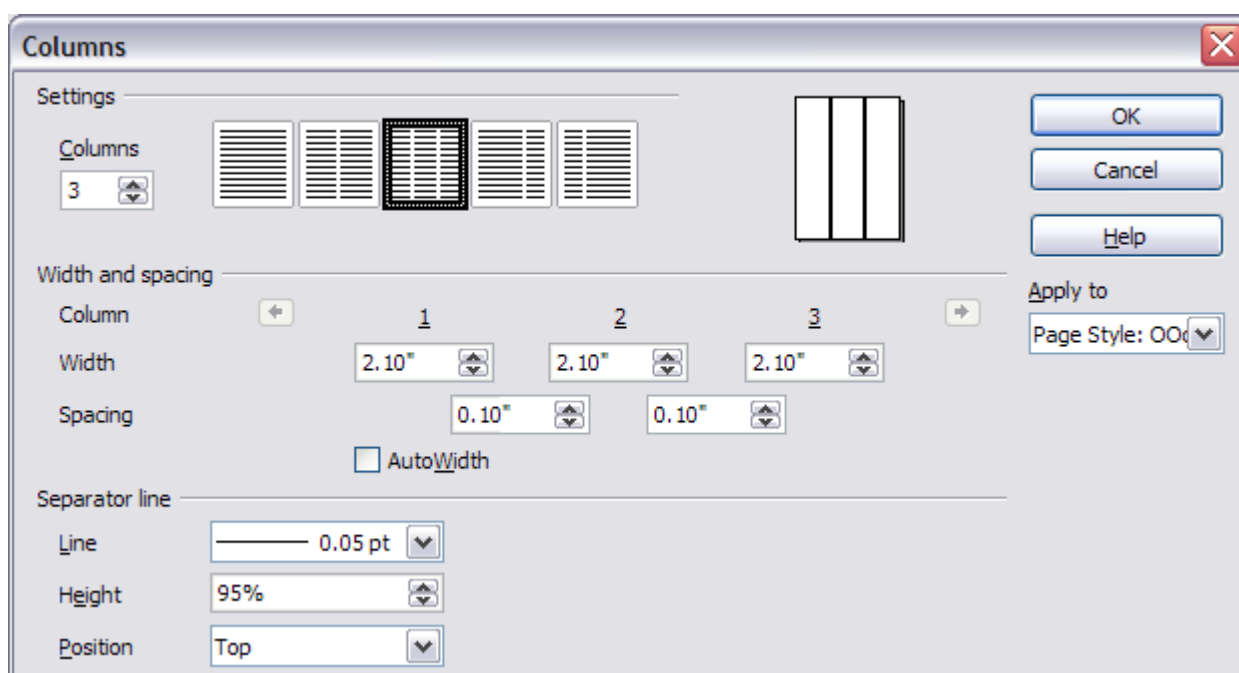 Columns
Settings
Columns
3
OK
Cancel
Help
Width and spacing
Column 1 2 3
Width 2.10" 2.10" 2.10"
Spacing 0.10" 0.10"
AutoWidth
Apply to
Page Style: OO
Separator line
Line 0.05 pt
Height 95%
Position Top